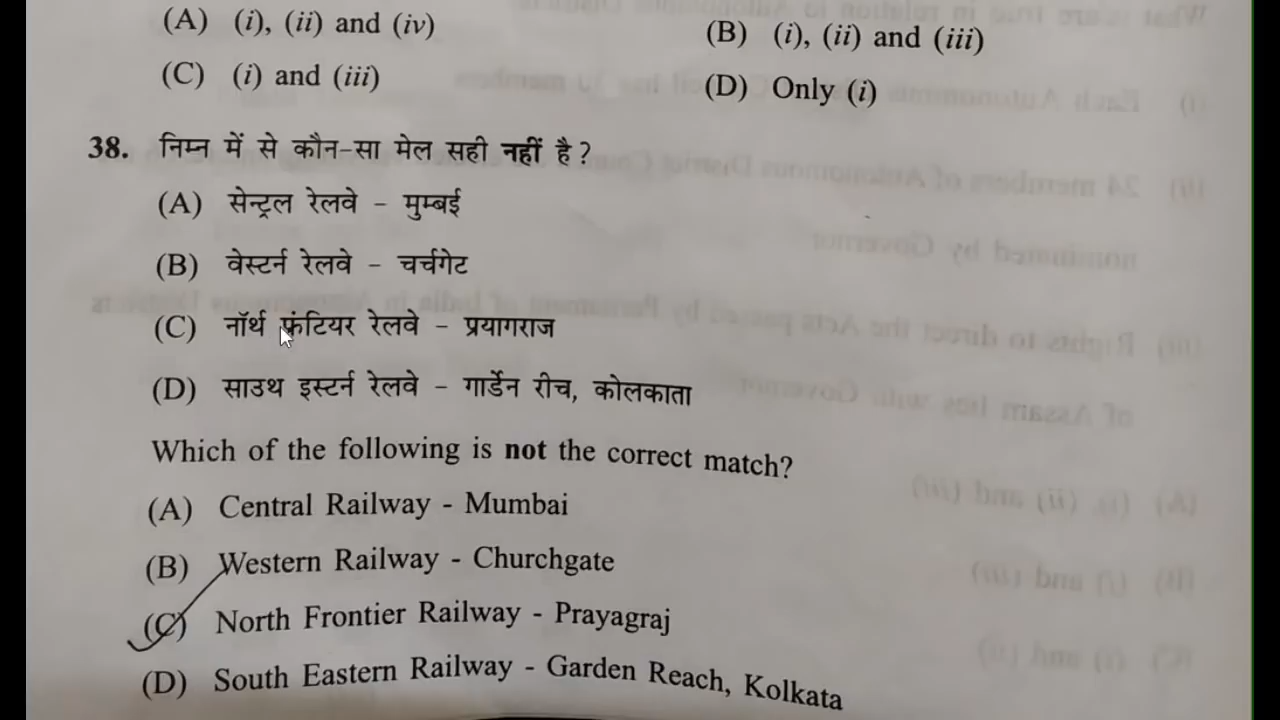 (A) (i), (ii) and (iv)
(B) (i), (ii) and (iii)
(C) (i) and (iii)
(D) Only (i)
38. निम्न में से कौन-सा मेल सही नहीं है ?
(A) सेन्ट्रल रेलवे - मुम्बई
(B) वेस्टर्न रेलवे - चर्चगेट
(C) नॉर्थ फ्रंटियर रेलवे - प्रयागराज
(D) साउथ इस्टर्न रेलवे - गार्डेन रीच, कोलकाता
Which of the following is not the correct match?
(A) Central Railway - Mumbai
(B) Western Railway - Churchgate
(C) North Frontier Railway - Prayagraj
(D) South Eastern Railway - Garden Reach, Kolkata